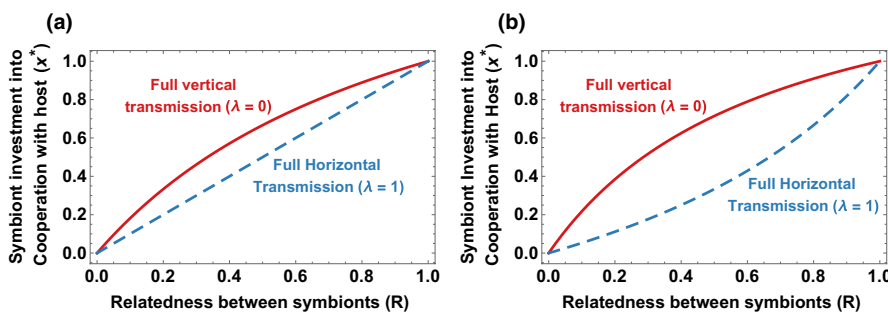 (a)
Symbiont investment into
Cooperation with host (x*)
1.0
0.8
0.6
0.4
0.2
0.0
Full vertical
transmission (λ = 0)
Full Horizontal
Transmission (λ = 1)
0.0 0.2 0.4 0.6 0.8 1.0
Relatedness between symbionts (R)
(b)
Symbiont Investment into
Cooperation with Host (x*)
1.0
0.8
0.6
0.4
0.2
0.0
Full vertical
transmission (λ = 0)
Full Horizontal
Transmission (λ = 1)
0.0 0.2 0.4 0.6 0.8 1.0
Relatedness between symbionts (R)